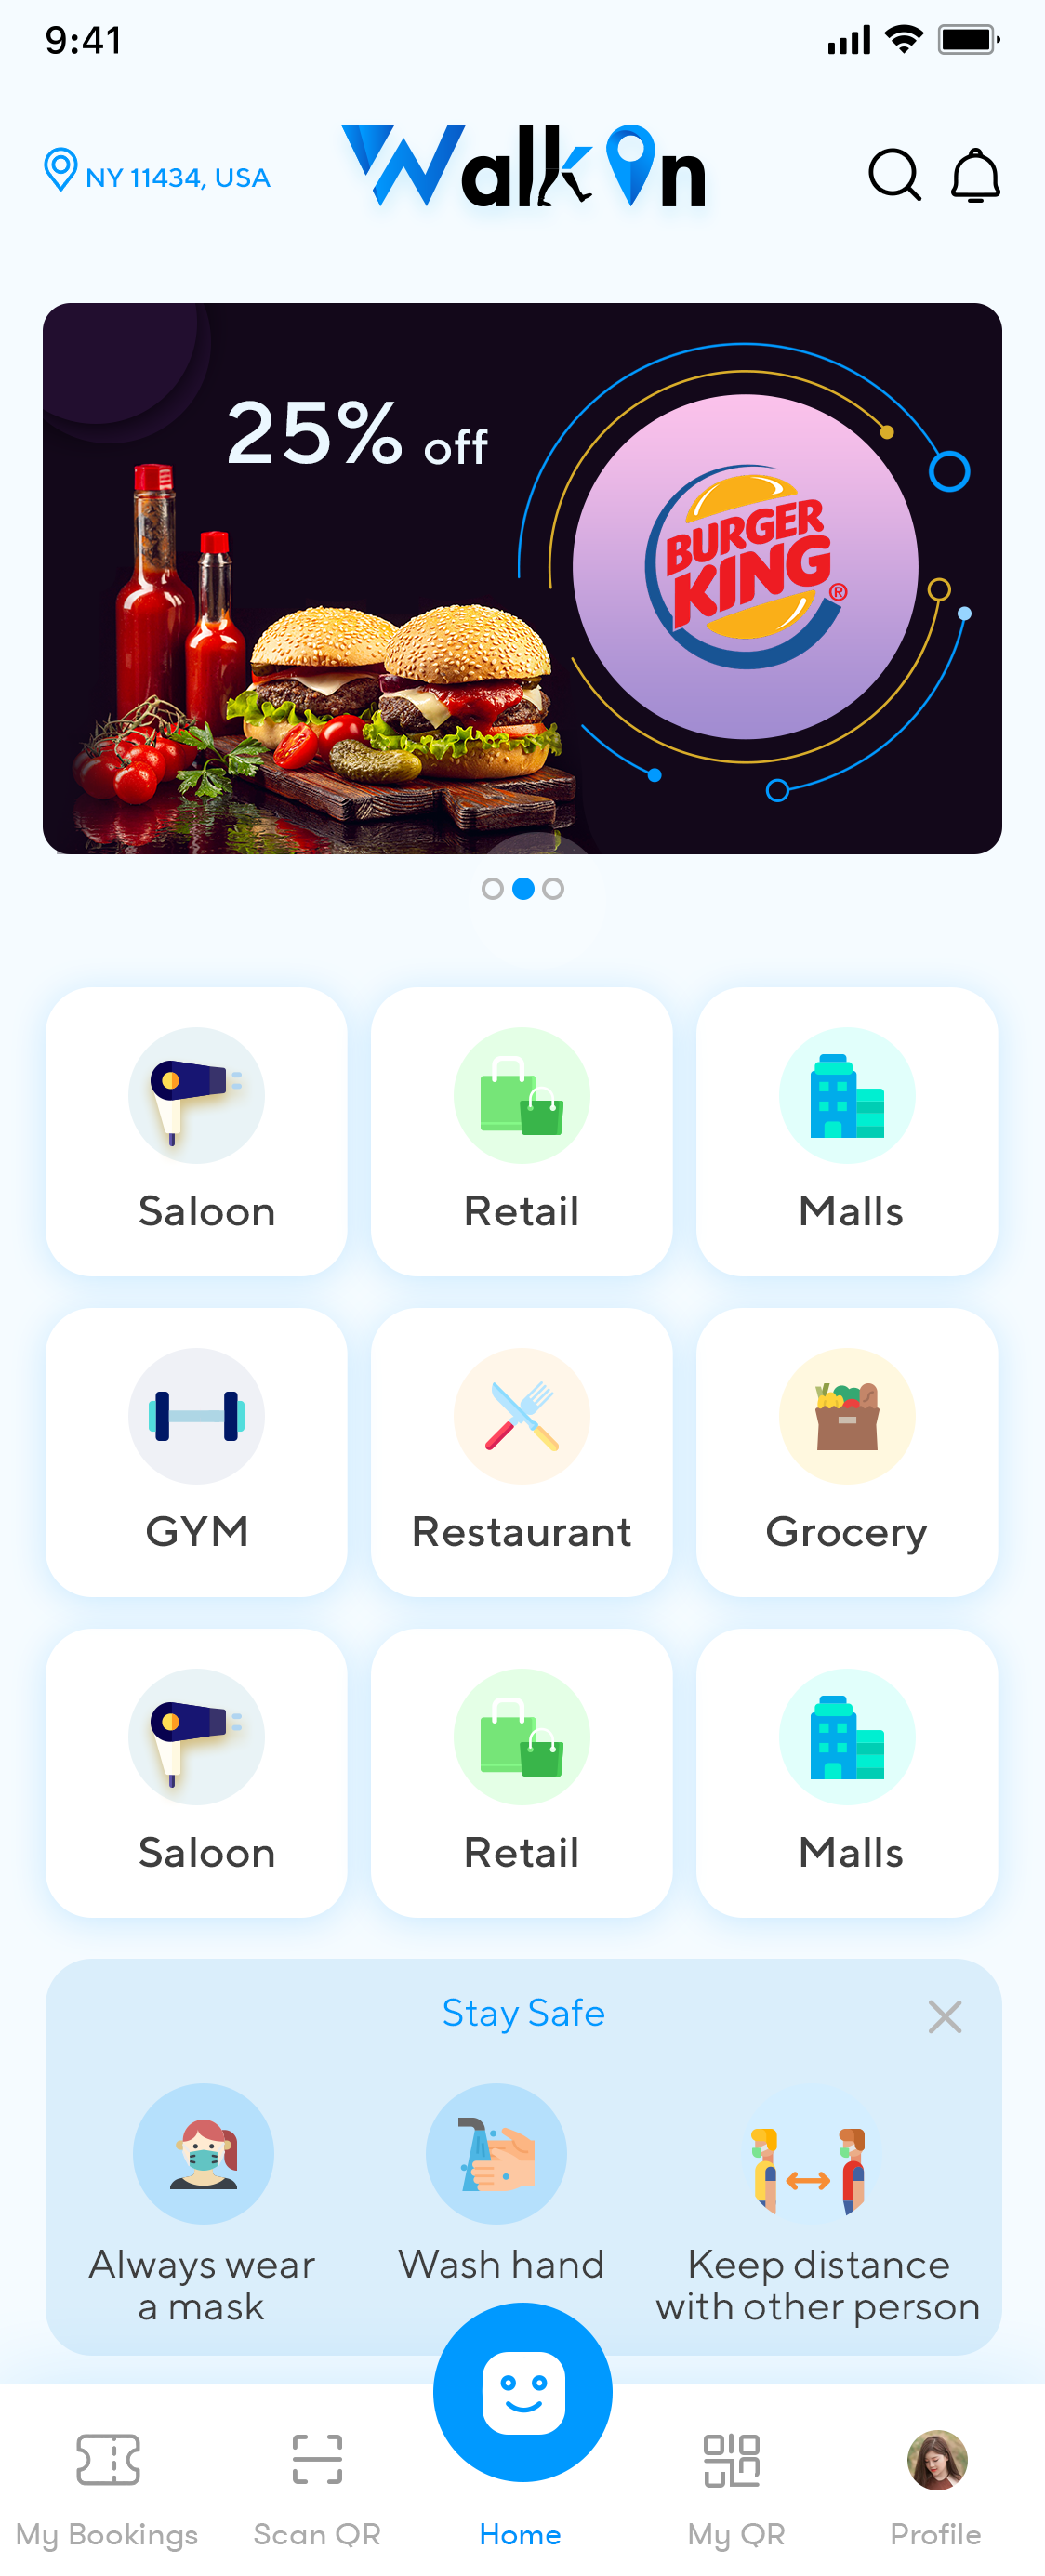 9:41
NY 11434, USA
Walk In
25% off
BURGER
KING®
Saloon
Retail
Malls
GYM
Restaurant
Grocery
Saloon
Retail
Malls
Stay Safe
Always wear
a mask
Wash hand
Keep distance
with other person
My Bookings
Scan QR
Home
My QR
Profile